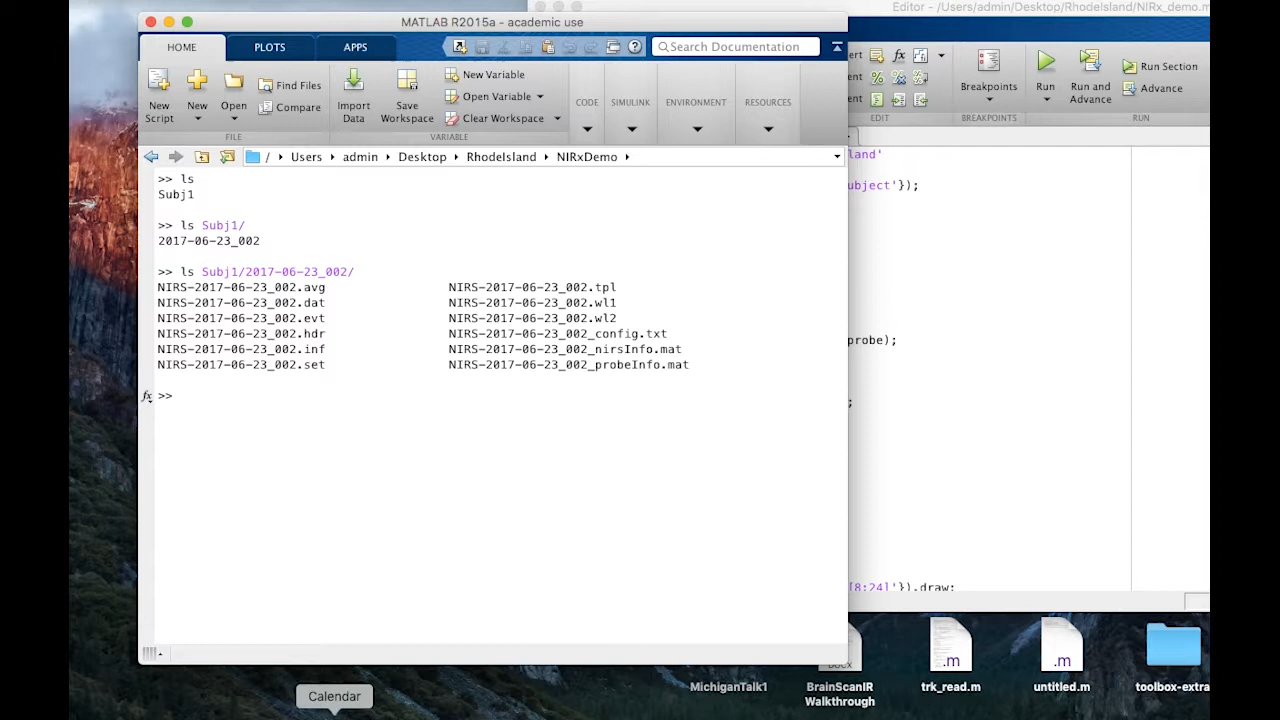 Editor - /Users/admin/Desktop/RhodeIsland/NIRx_demo.m
MATLAB R2015a - academic use
HOME PLOTS APPS
Search Documentation
New Script
New
Open
Find Files
Compare
Import Data
Save Workspace
New Variable
Open Variable
Clear Workspace
CODE
SIMULINK
ENVIRONMENT
RESOURCES
FILE
VARIABLE
Breakpoints
Run
Run and Advance
Run Section
Advance
EDIT
BREAKPOINTS
RUN
/ Users admin Desktop RhodeIsland NIRxDemo
>> ls
Subj1
>> ls Subj1/
2017-06-23_002
>> ls Subj1/2017-06-23_002/
NIRS-2017-06-23_002.avg NIRS-2017-06-23_002.tpl
NIRS-2017-06-23_002.dat NIRS-2017-06-23_002.wl1
NIRS-2017-06-23_002.evt NIRS-2017-06-23_002.wl2
NIRS-2017-06-23_002.hdr NIRS-2017-06-23_002_config.txt
NIRS-2017-06-23_002.inf NIRS-2017-06-23_002_nirsInfo.mat
NIRS-2017-06-23_002.set NIRS-2017-06-23_002_probeInfo.mat
fx >>
land'
ubject'});
probe);
;
[8:24]'}).draw;
MichiganTalk1
DOCX
BrainScanIR Walkthrough
.m
trk_read.m
.m
untitled.m
toolbox-extra
Calendar